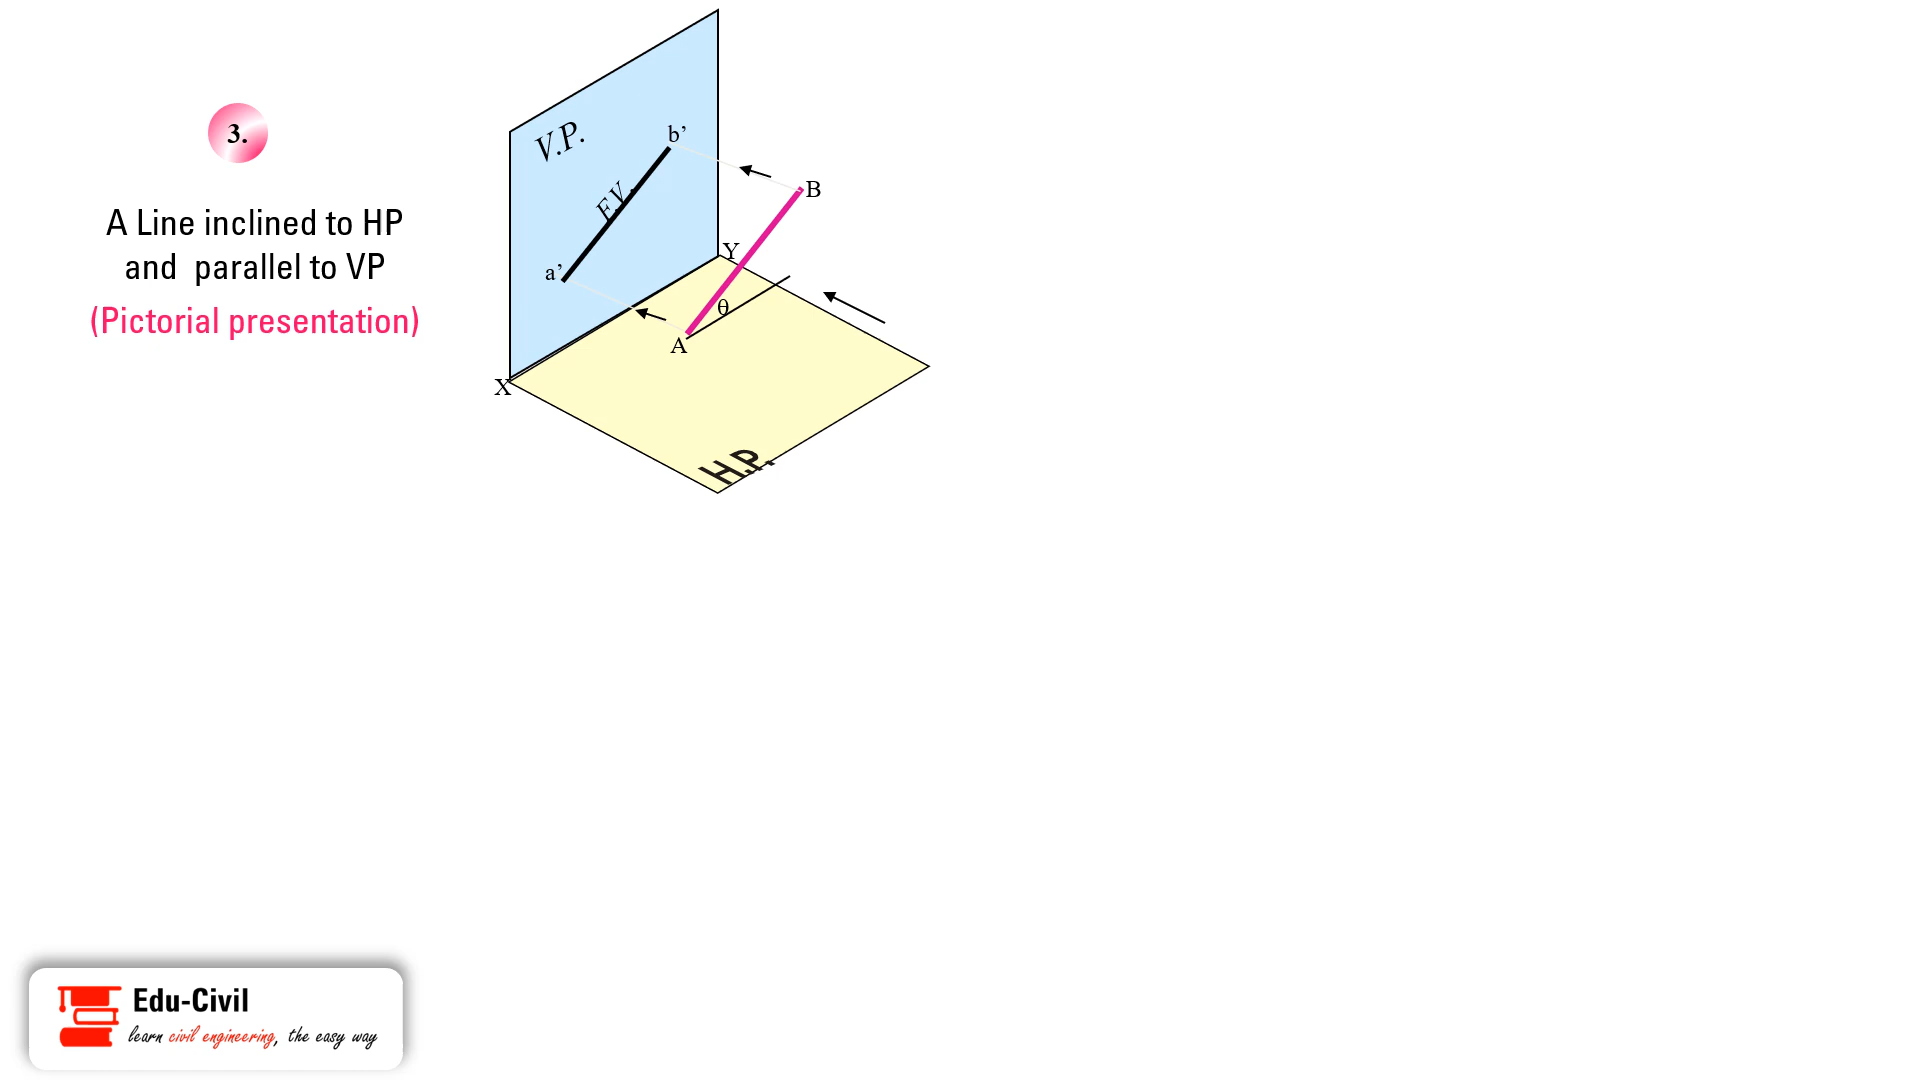 3.
A Line inclined to HP
and parallel to VP
(Pictorial presentation)
V.P.
b’
F.V.
a’
B
Y
θ
A
X
H.P.
Edu-Civil
learn civil engineering, the easy way